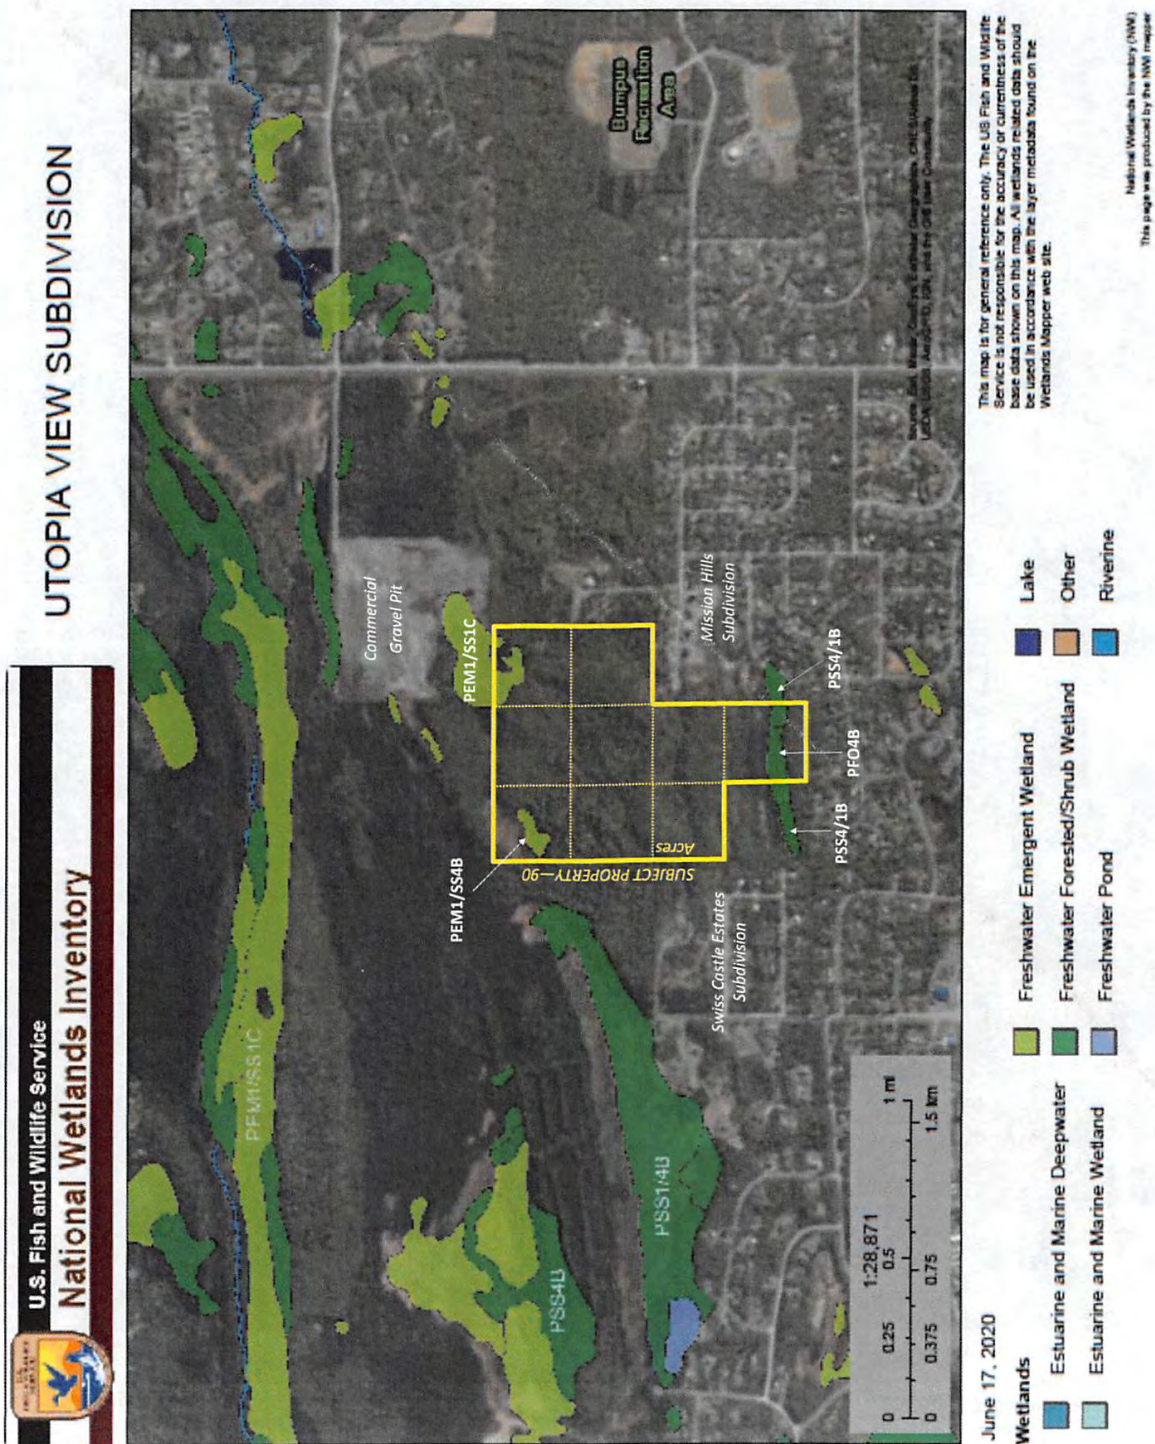 U.S. Fish and Wildlife Service
National Wetlands Inventory
UTOPIA VIEW SUBDIVISION
PEM1/SS1C
PSS4B
PSS1/4B
PEM1/SS4B
PEM1/SS1C
Commercial
Gravel Pit
SUBJECT PROPERTY—90
Acres
Swiss Castle Estates
Subdivision
Mission Hills
Subdivision
PSS4/1B
PFO4B
PSS4/1B
Bumpus
Recreation
Area
1:28,871
0 0.25 0.5 1 mi
0 0.375 0.75 1.5 km
June 17, 2020
Wetlands
Estuarine and Marine Deepwater
Estuarine and Marine Wetland
Freshwater Emergent Wetland
Freshwater Forested/Shrub Wetland
Freshwater Pond
Lake
Other
Riverine
This map is for general reference only. The US Fish and Wildlife
Service is not responsible for the accuracy or currentness of the
base data shown on this map. All wetlands related data should
be used in accordance with the layer metadata found on the
Wetlands Mapper web site.
National Wetlands Inventory (NWI)
This page was produced by the NWI mapper